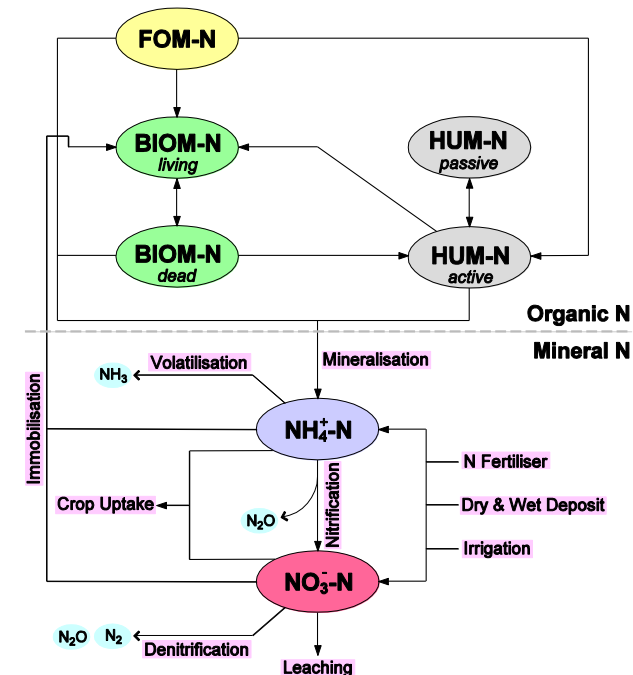 FOM-N
BIOM-N
living
HUM-N
passive
BIOM-N
dead
HUM-N
active
Organic N
Mineral N
Volatilisation
Mineralisation
NH₃
Immobilisation
NH₄⁺-N
N Fertiliser
Crop Uptake
Nitrification
Dry & Wet Deposit
N₂O
Irrigation
NO₃⁻-N
N₂O N₂
Denitrification
Leaching